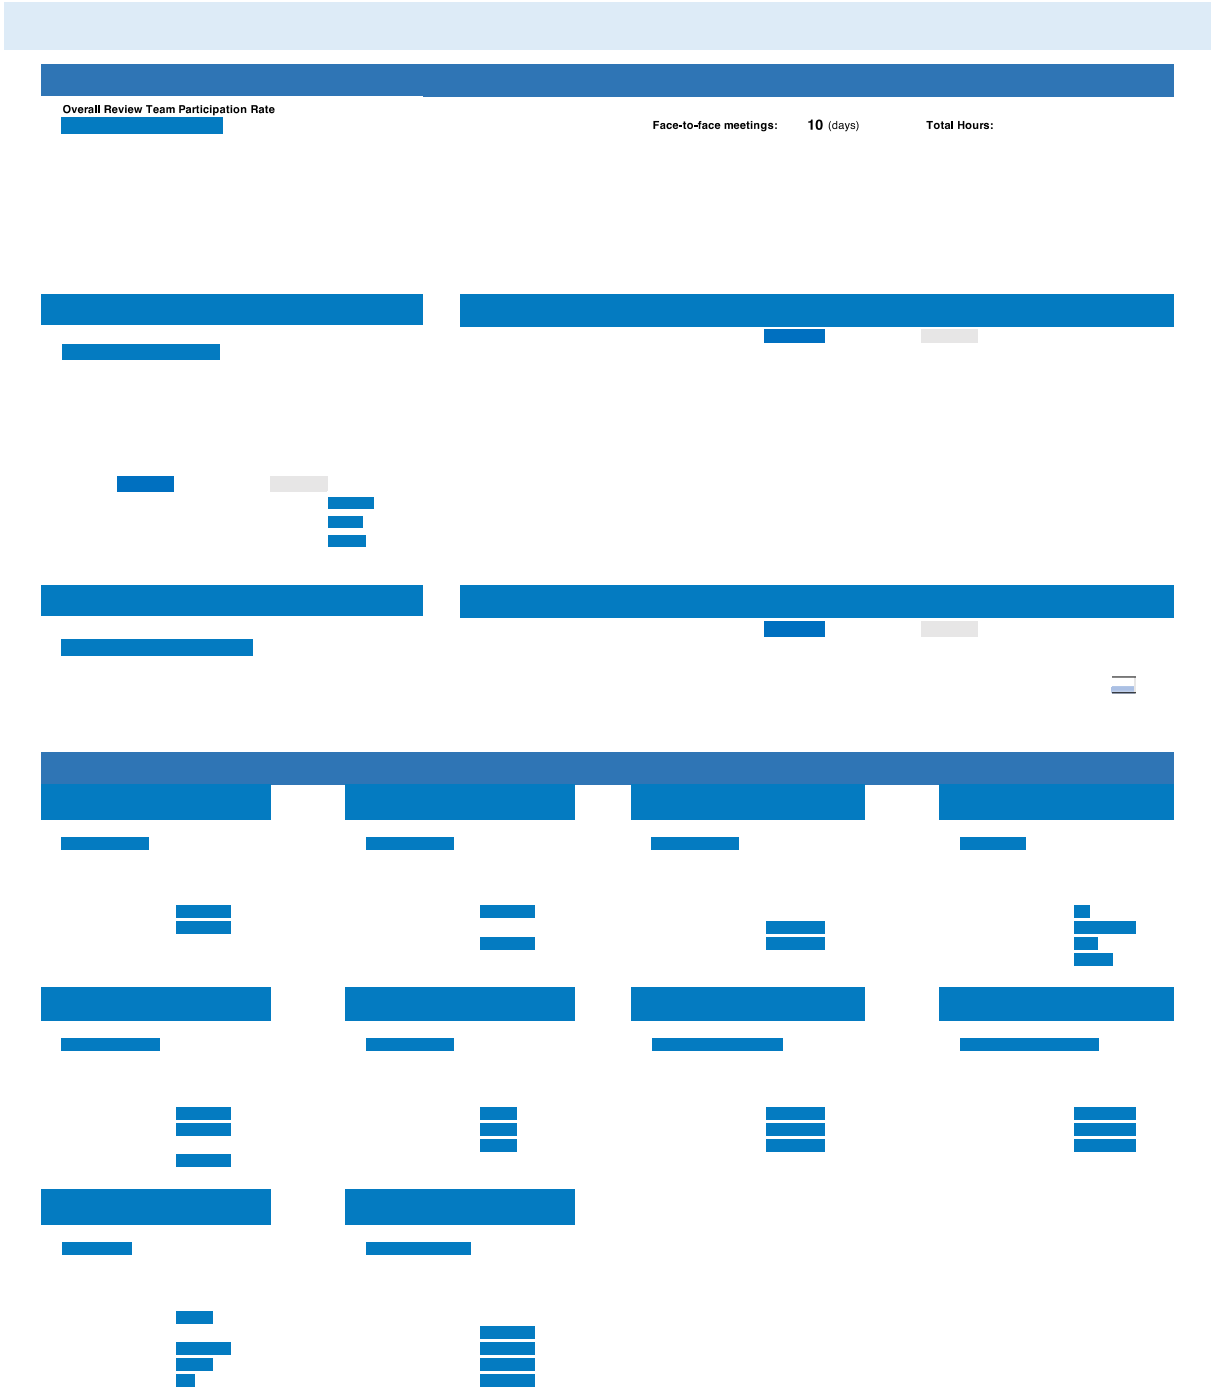 Overall Review Team Participation Rate
Face-to-face meetings: 10 (days) Total Hours: